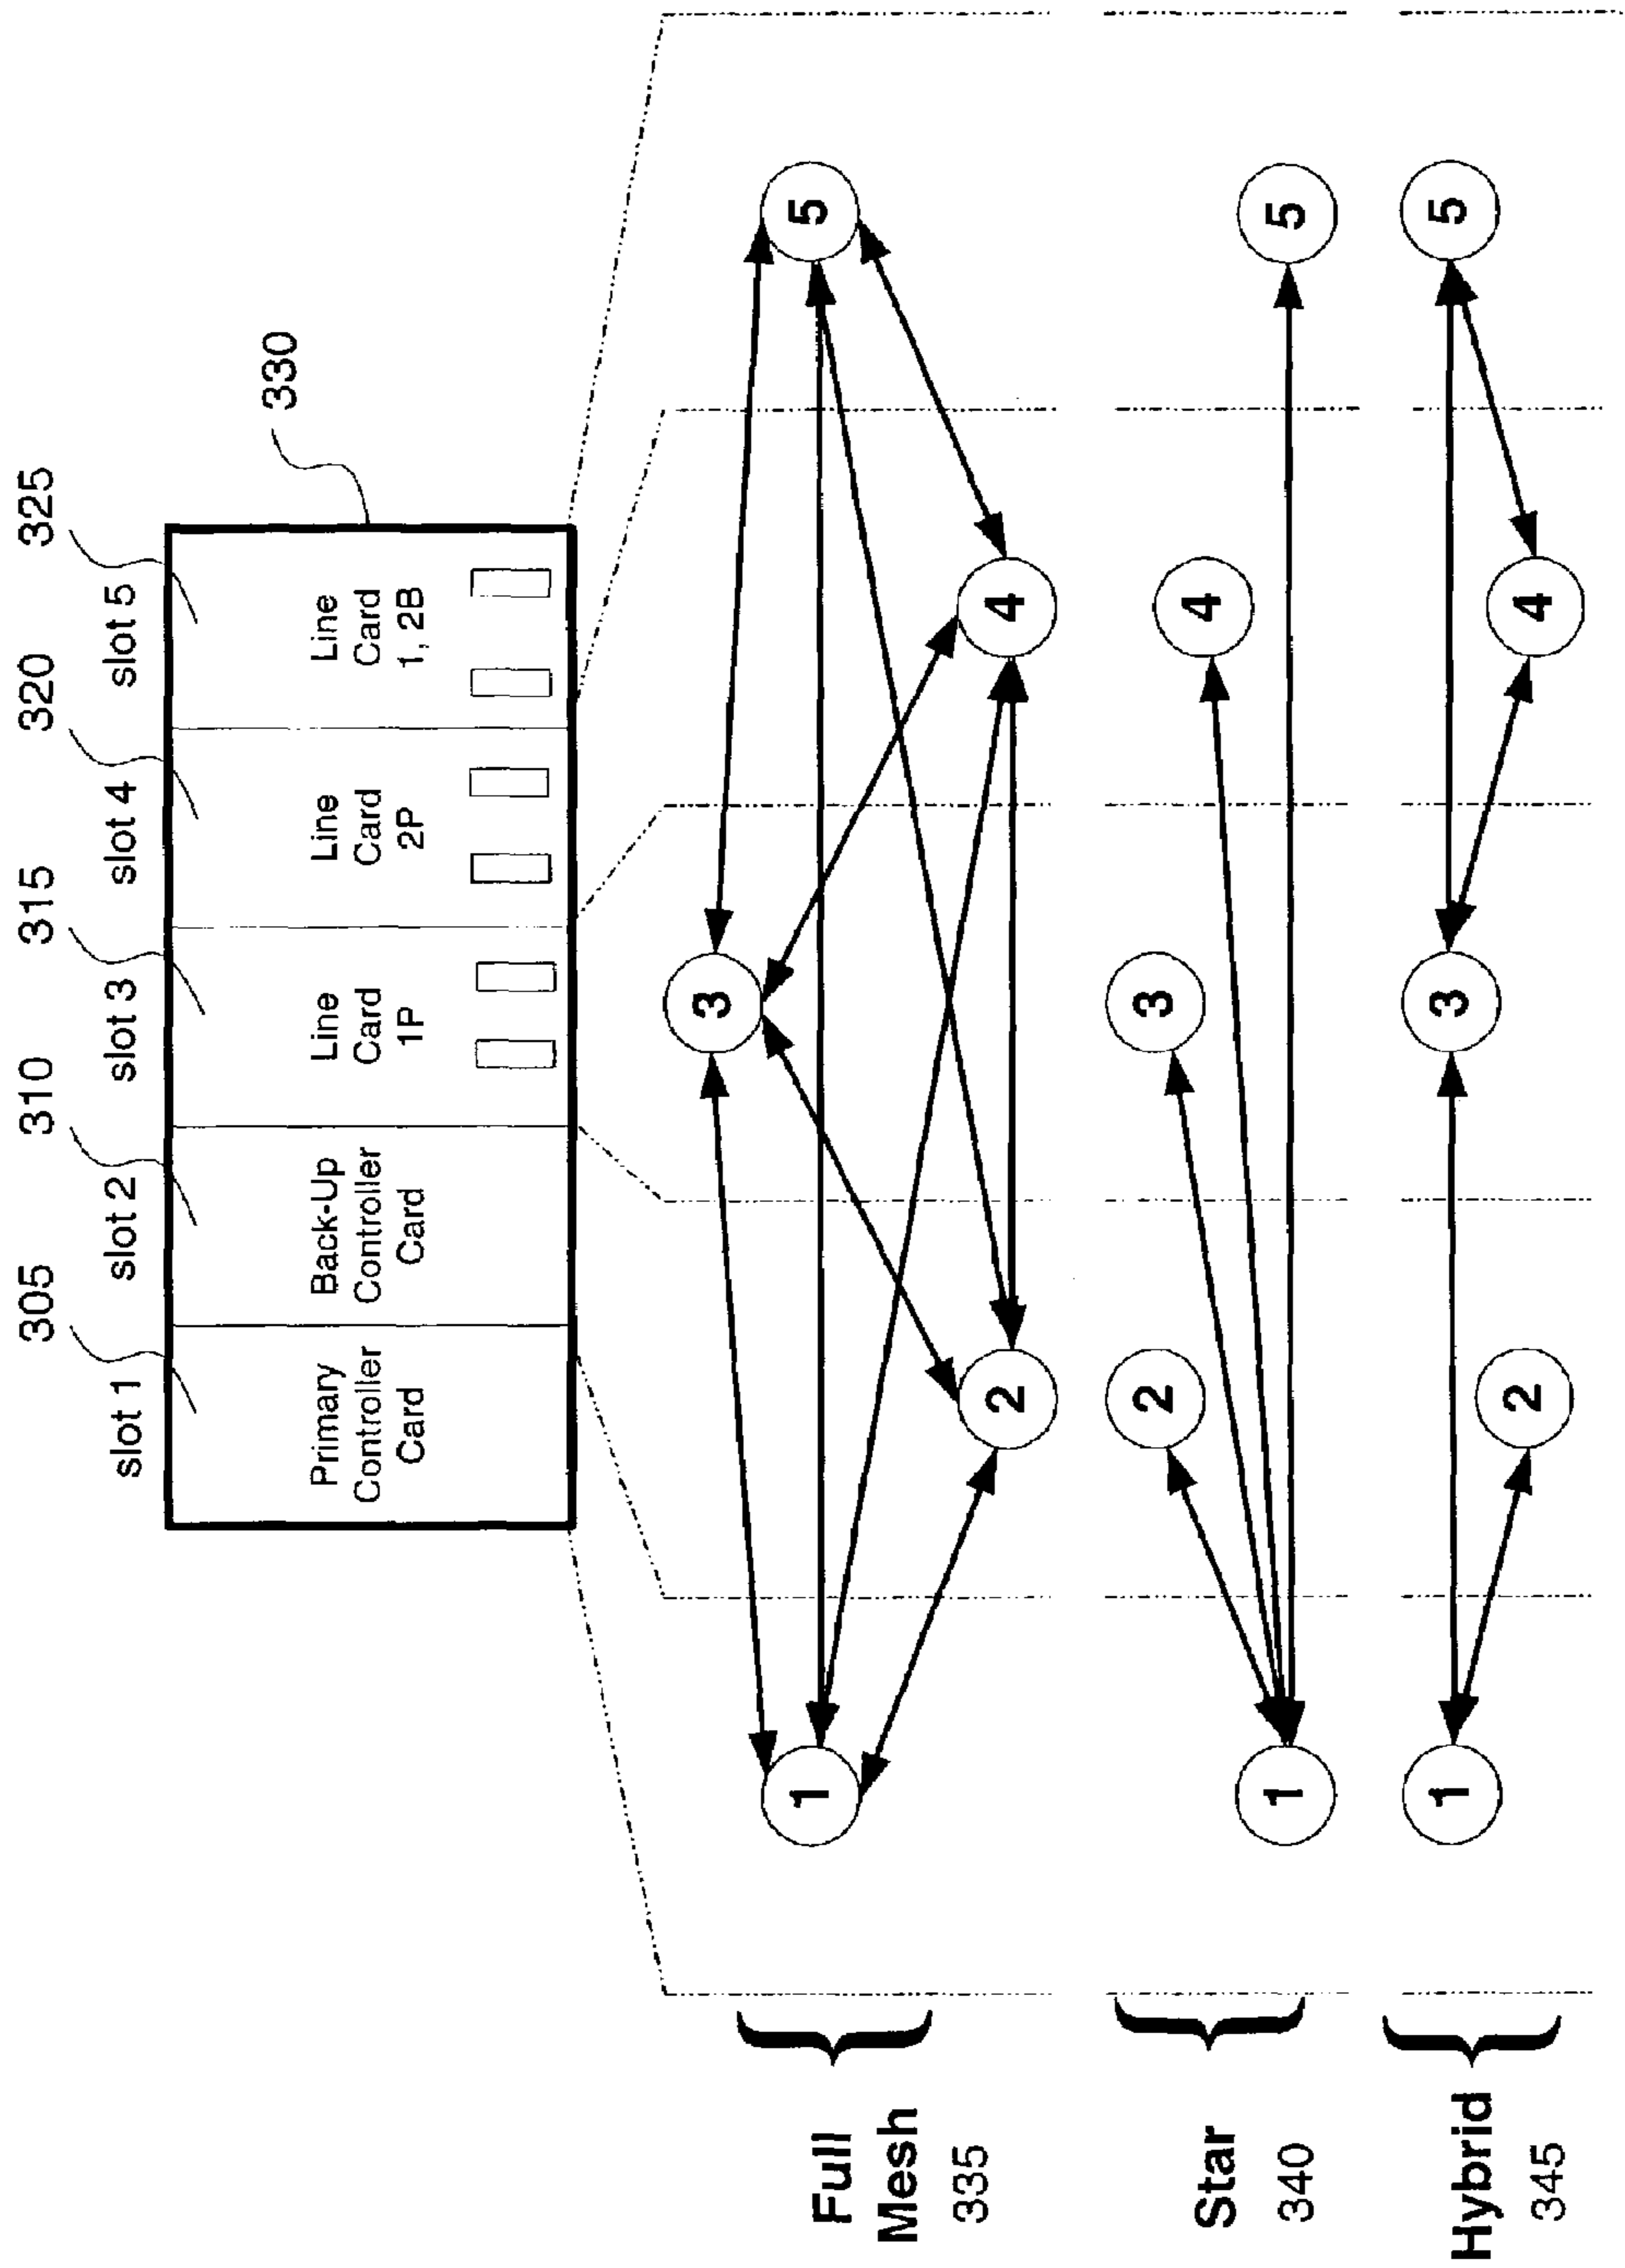 305
310
315
320
325
slot 1
slot 2
slot 3
slot 4
slot 5
330
Primary
Controller
Card
Back-Up
Controller
Card
Line
Card
1P
Line
Card
2P
Line
Card
1, 2B
Full
Mesh
335
1
2
3
4
5
Star
340
1
2
3
4
5
Hybrid
345
1
2
3
4
5